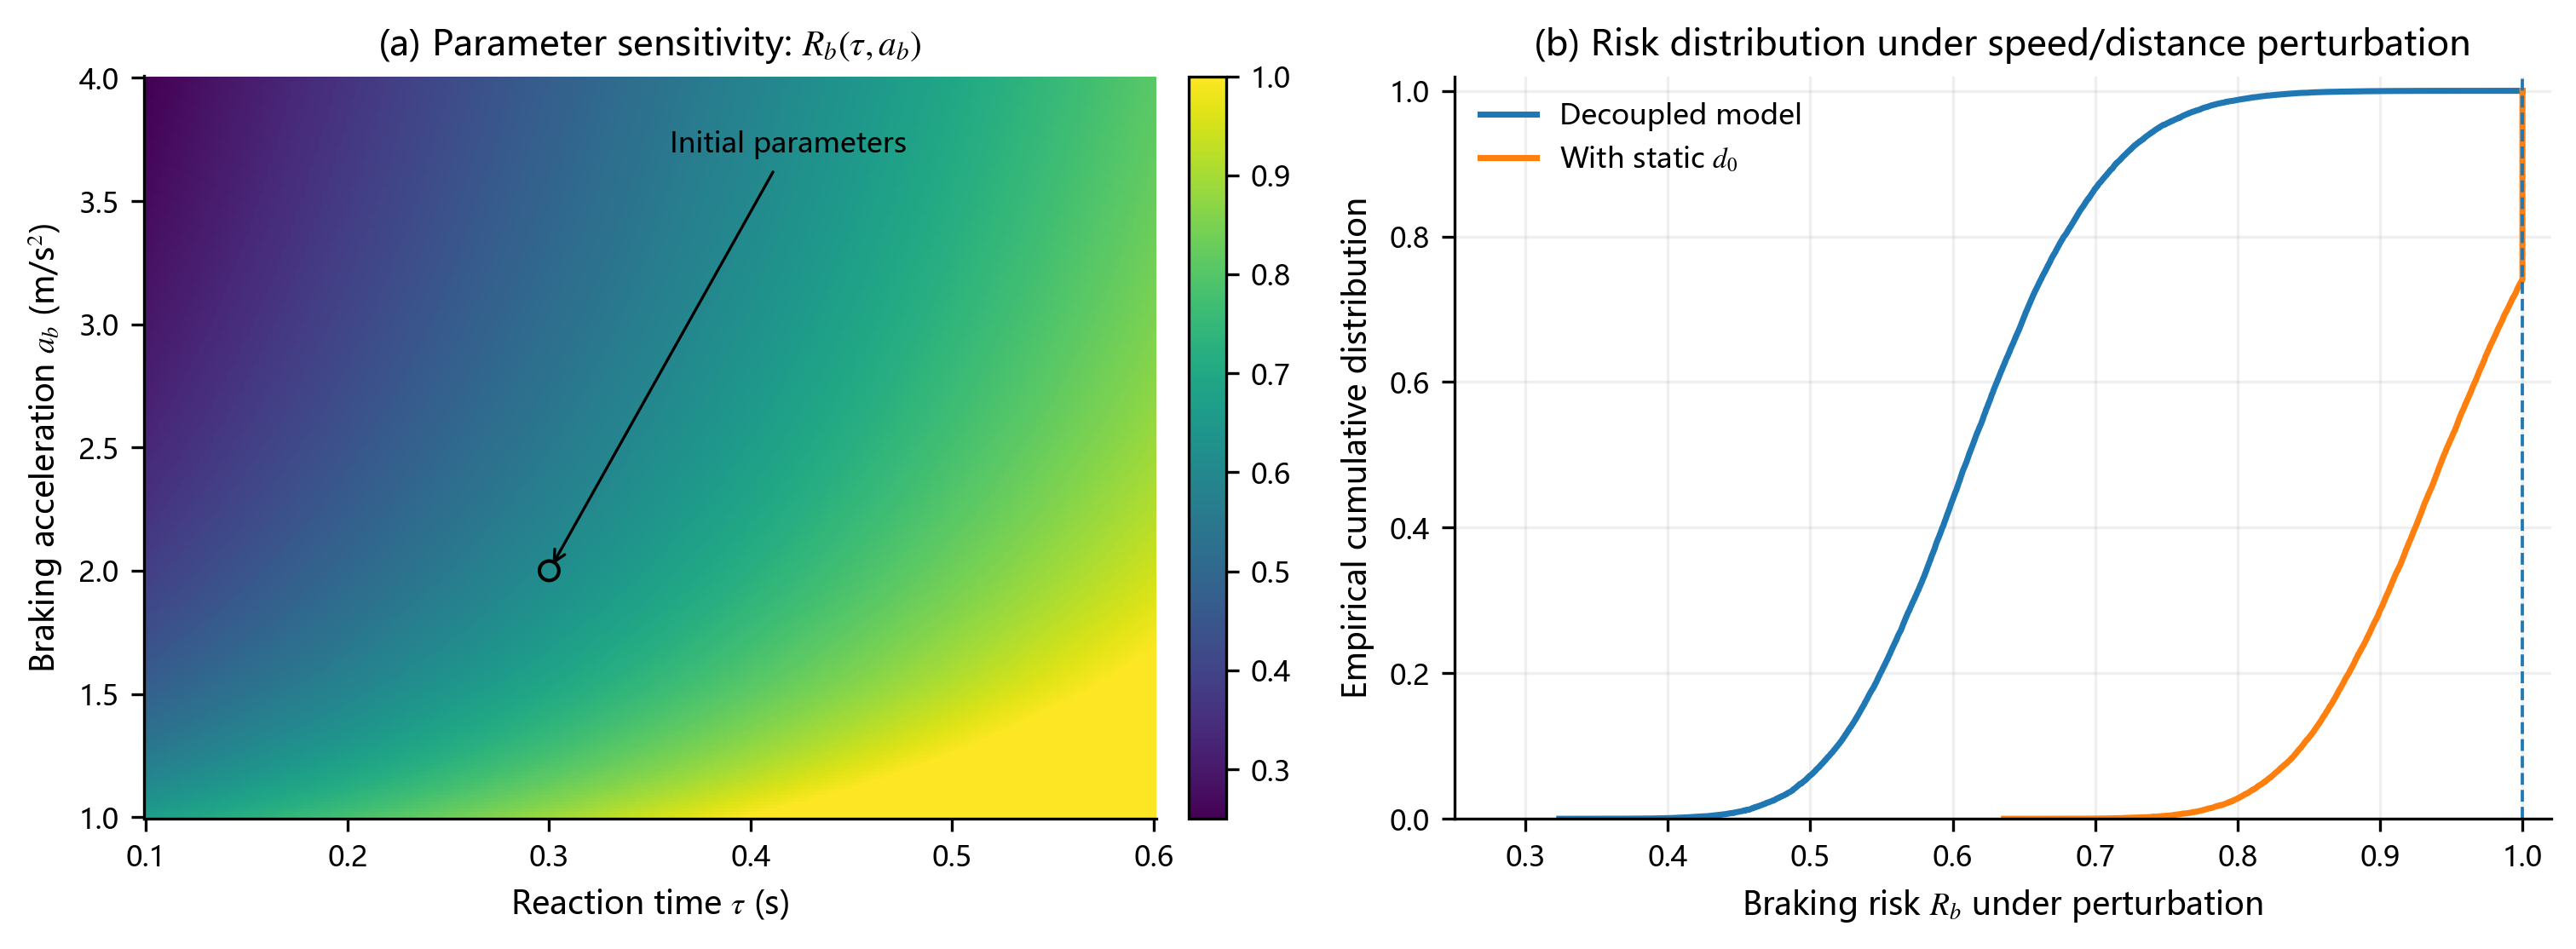 (a) Parameter sensitivity: R_b(τ, a_b)
4.0
3.5
3.0
2.5
2.0
1.5
1.0
Braking acceleration a_b (m/s²)
Initial parameters
0.1 0.2 0.3 0.4 0.5 0.6
Reaction time τ (s)
1.0
0.9
0.8
0.7
0.6
0.5
0.4
0.3
(b) Risk distribution under speed/distance perturbation
1.0
0.8
0.6
0.4
0.2
0.0
Empirical cumulative distribution
Decoupled model
With static d₀
0.3 0.4 0.5 0.6 0.7 0.8 0.9 1.0
Braking risk R_b under perturbation